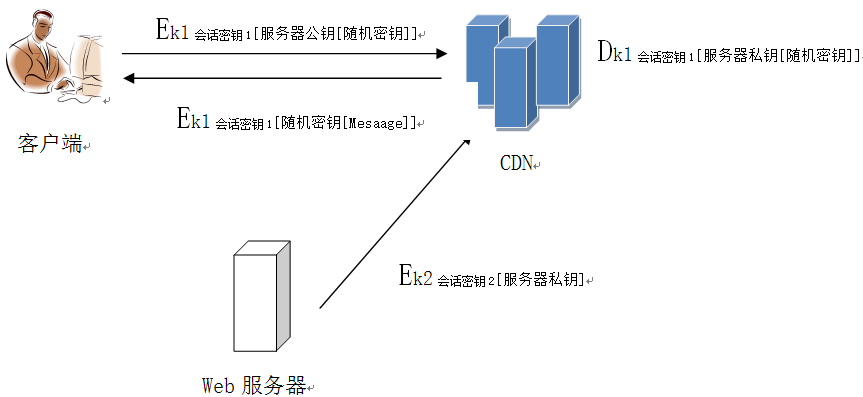 Ek1 会话密钥1[服务器公钥[随机密钥]]
Dk1 会话密钥1[服务器私钥[随机密钥]]
Ek1 会话密钥1[随机密钥[Mesaage]]
客户端
CDN
Ek2 会话密钥2[服务器私钥]
Web 服务器